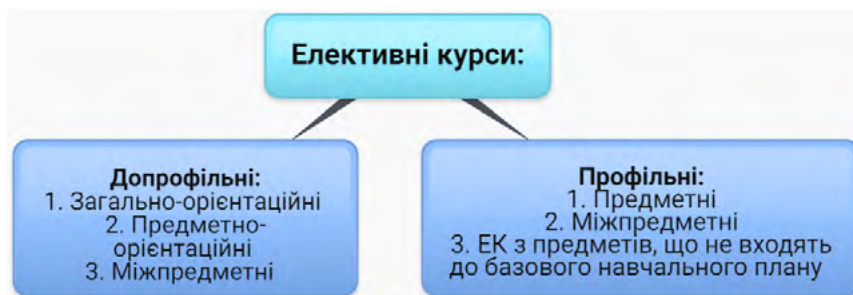 Елективні курси:
Допрофільні:
1. Загально-орієнтаційні
2. Предметно-
орієнтаційні
3. Міжпредметні
Профільні:
1. Предметні
2. Міжпредметні
3. ЕК з предметів, що не входять
до базового навчального плану